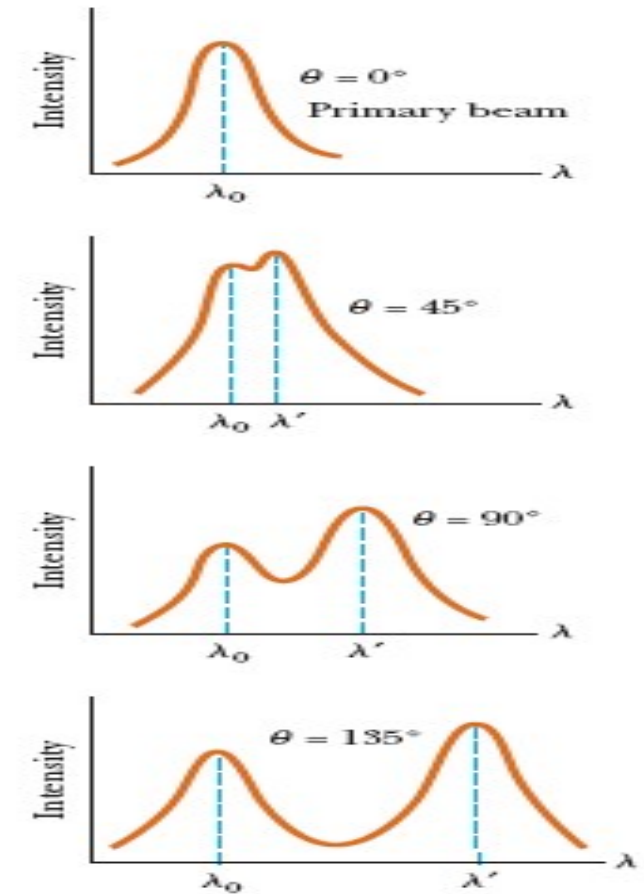 Intensity
θ = 0°
Primary beam
λ
λ₀
Intensity
θ = 45°
λ
λ₀ λ′
Intensity
θ = 90°
λ
λ₀ λ′
Intensity
θ = 135°
λ
λ₀ λ′